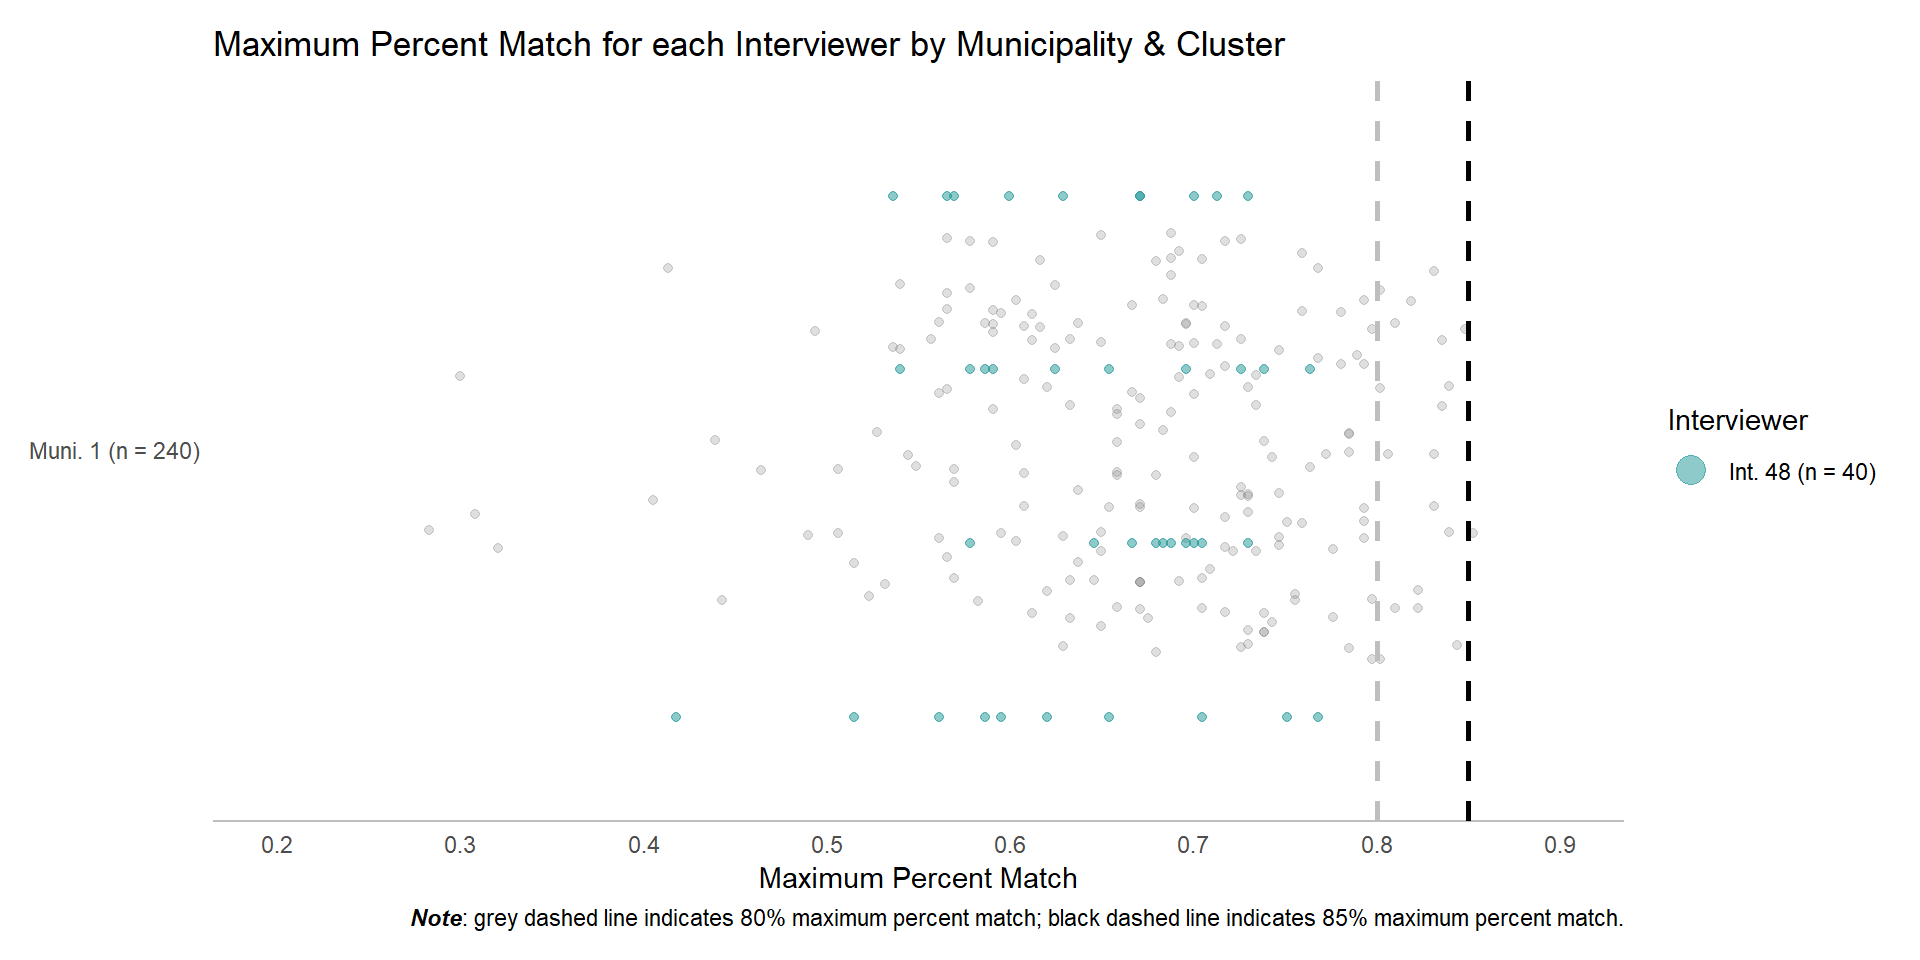 Maximum Percent Match for each Interviewer by Municipality & Cluster
Muni. 1 (n = 240)
Interviewer
Int. 48 (n = 40)
0.2 0.3 0.4 0.5 0.6 0.7 0.8 0.9
Maximum Percent Match
Note: grey dashed line indicates 80% maximum percent match; black dashed line indicates 85% maximum percent match.